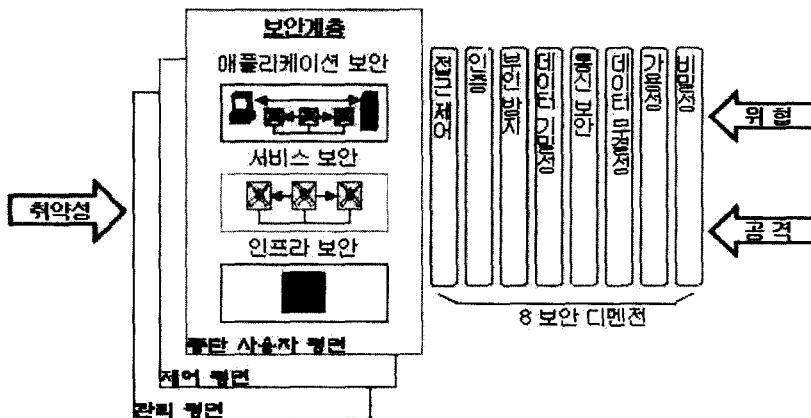 보안계층
애플리케이션 보안
서비스 보안
인프라 보안
종단 사용자 평면
제어 평면
관리 평면
취약성
접근 제어
인증
부인 방지
데이터 기밀성
통신 보안
데이터 무결성
가용성
비밀성
위협
공격
8 보안 디멘전